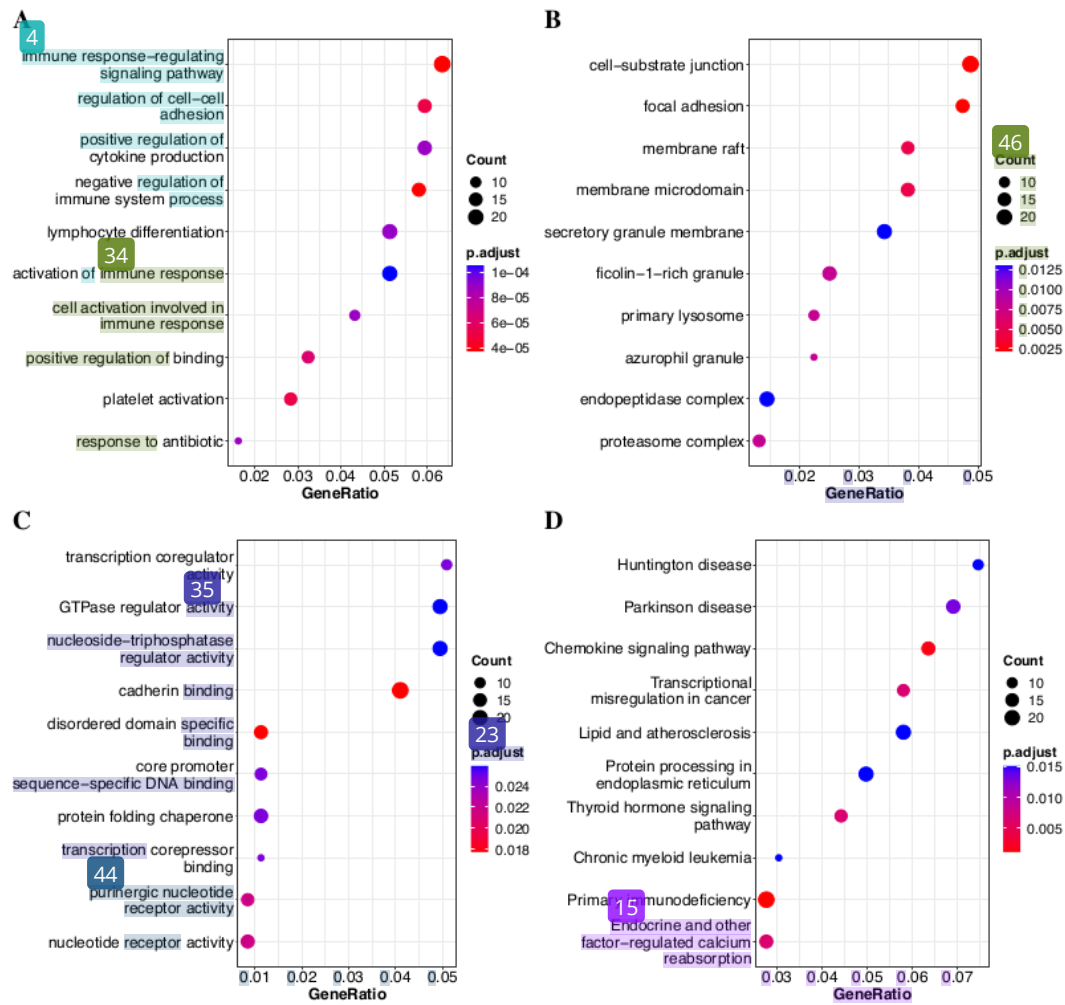 A
4
immune response-regulating
signaling pathway
regulation of cell-cell
adhesion
positive regulation of
cytokine production
negative regulation of
immune system process
lymphocyte differentiation
34
activation of immune response
cell activation involved in
immune response
positive regulation of binding
platelet activation
response to antibiotic
0.02 0.03 0.04 0.05 0.06
GeneRatio
Count
10
15
20
p.adjust
1e-04
8e-05
6e-05
4e-05
B
cell-substrate junction
focal adhesion
membrane raft
membrane microdomain
secretory granule membrane
ficolin-1-rich granule
primary lysosome
azurophil granule
endopeptidase complex
proteasome complex
0.02 0.03 0.04 0.05
GeneRatio
46
Count
10
15
20
p.adjust
0.0125
0.0100
0.0075
0.0050
0.0025
C
transcription coregulator
activity
35
GTPase regulator activity
nucleoside-triphosphatase
regulator activity
cadherin binding
disordered domain specific
binding
core promoter
sequence-specific DNA binding
protein folding chaperone
transcription corepressor
binding
44
purinergic nucleotide
receptor activity
nucleotide receptor activity
0.01 0.02 0.03 0.04 0.05
GeneRatio
Count
10
15
20
23
p.adjust
0.024
0.022
0.020
0.018
D
Huntington disease
Parkinson disease
Chemokine signaling pathway
Transcriptional
misregulation in cancer
Lipid and atherosclerosis
Protein processing in
endoplasmic reticulum
Thyroid hormone signaling
pathway
Chronic myeloid leukemia
Primary immunodeficiency
15
Endocrine and other
factor-regulated calcium
reabsorption
0.03 0.04 0.05 0.06 0.07
GeneRatio
Count
10
15
20
p.adjust
0.015
0.010
0.005